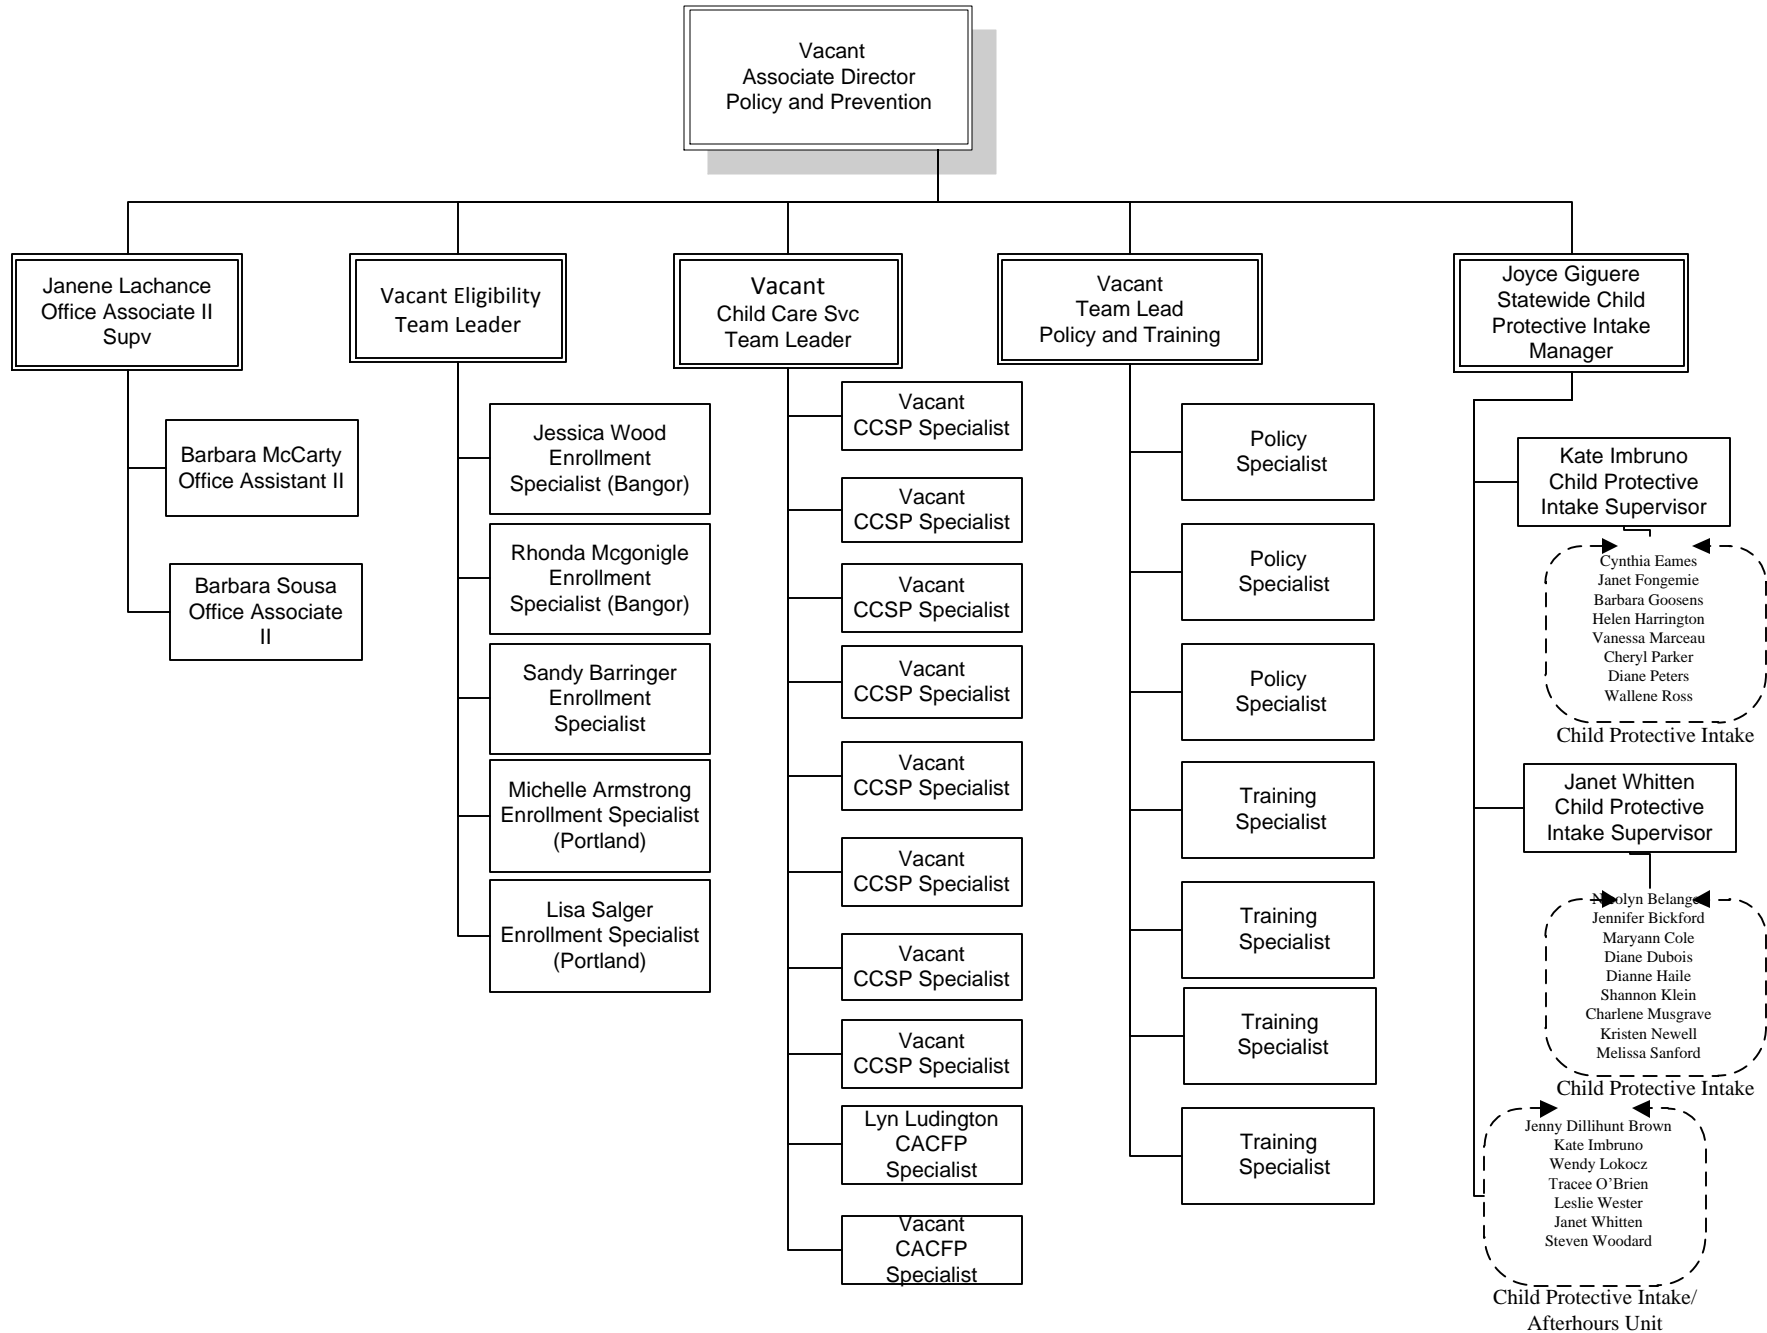 Vacant
Associate Director
Policy and Prevention
Janene Lachance
Office Associate II
Supv
Barbara McCarty
Office Assistant II
Barbara Sousa
Office Associate
II
Vacant Eligibility
Team Leader
Jessica Wood
Enrollment
Specialist (Bangor)
Rhonda Mcgonigle
Enrollment
Specialist (Bangor)
Sandy Barringer
Enrollment
Specialist
Michelle Armstrong
Enrollment Specialist
(Portland)
Lisa Salger
Enrollment Specialist
(Portland)
Vacant
Child Care Svc
Team Leader
Vacant
CCSP Specialist
Vacant
CCSP Specialist
Vacant
CCSP Specialist
Vacant
CCSP Specialist
Vacant
CCSP Specialist
Vacant
CCSP Specialist
Vacant
CCSP Specialist
Vacant
CCSP Specialist
Lyn Ludington
CACFP
Specialist
Vacant
CACFP
Specialist
Vacant
Team Lead
Policy and Training
Policy
Specialist
Policy
Specialist
Policy
Specialist
Training
Specialist
Training
Specialist
Training
Specialist
Training
Specialist
Joyce Giguere
Statewide Child
Protective Intake
Manager
Kate Imbruno
Child Protective
Intake Supervisor
Cynthia Eames
Janet Fongemie
Barbara Goosens
Helen Harrington
Vanessa Marceau
Cheryl Parker
Diane Peters
Wallene Ross
Child Protective Intake
Janet Whitten
Child Protective
Intake Supervisor
Jennifer Bickford
Maryann Cole
Diane Dubois
Dianne Haile
Shannon Klein
Charlene Musgrave
Kristen Newell
Melissa Sanford
Child Protective Intake
Jenny Dillihunt Brown
Kate Imbruno
Wendy Lokocz
Tracee O’Brien
Leslie Wester
Janet Whitten
Steven Woodard
Child Protective Intake/
Afterhours Unit